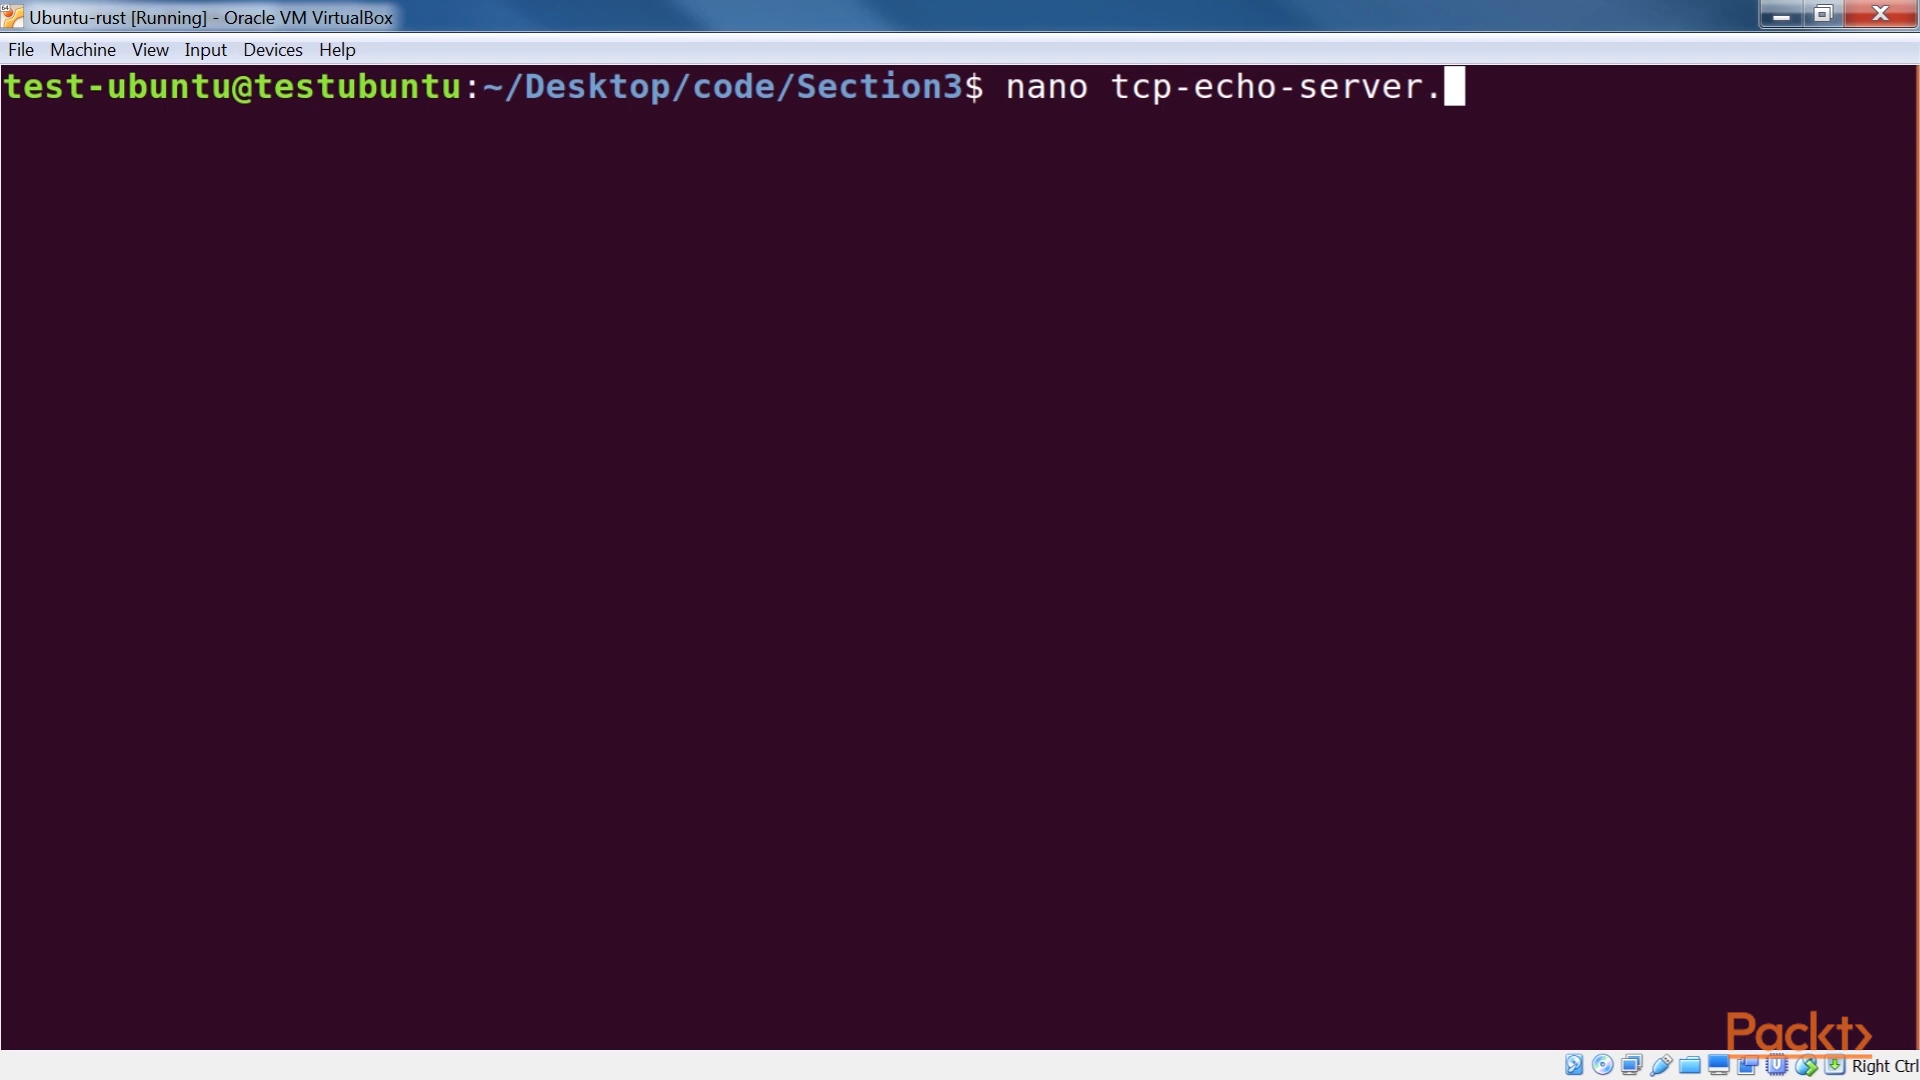 Ubuntu-rust [Running] - Oracle VM VirtualBox
File Machine View Input Devices Help
test-ubuntu@testubuntu:~/Desktop/code/Section3$ nano tcp-echo-server.
Packt>
Right Ctrl